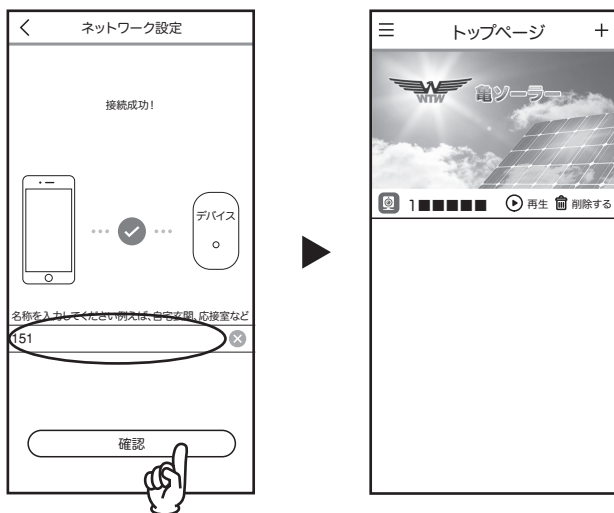 ネットワーク設定
接続成功!
デバイス
名称を入力してください例えば、自宅玄関、応接室など
151
確認
トップページ
WTW
亀ソーラー
1■■■■■ 再生 削除する